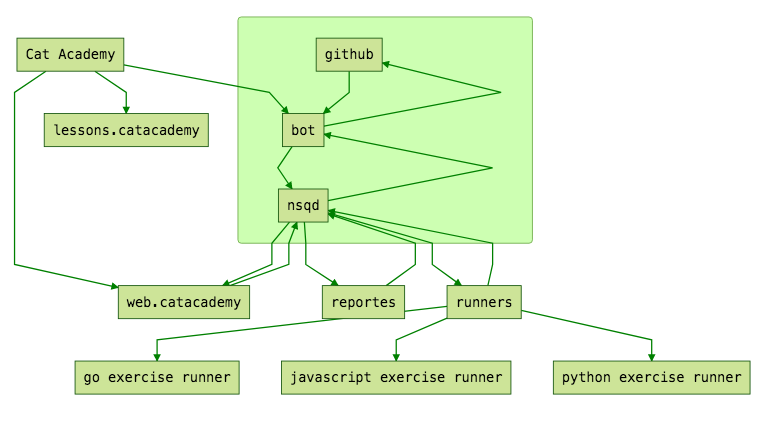 Cat Academy
github
lessons.catacademy
bot
nsqd
web.catacademy
reportes
runners
go exercise runner
javascript exercise runner
python exercise runner